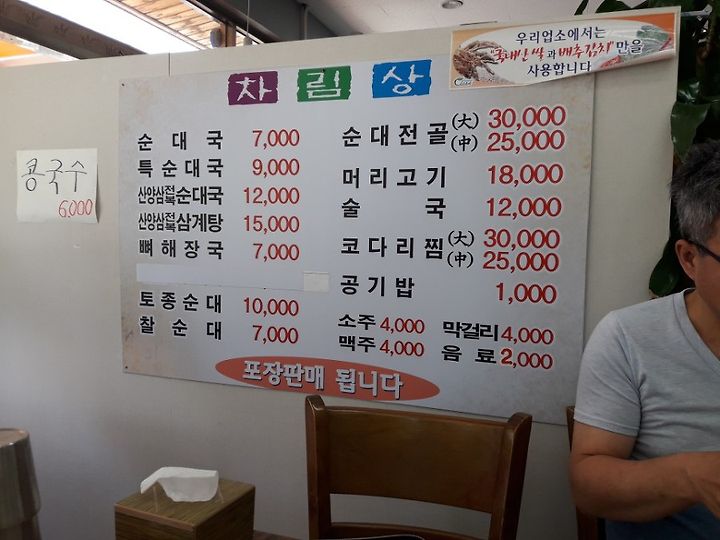 우리업소에서는
"국내산 쌀과 배추김치"만을
사용합니다
차림상
콩국수
6,000
순대국 7,000
특순대국 9,000
산양삼전복순대국 12,000
산양삼전복삼계탕 15,000
뼈해장국 7,000
토종순대 10,000
찰순대 7,000
순대전골 (大) 30,000
(中) 25,000
머리고기 18,000
술국 12,000
코다리찜 (大) 30,000
(中) 25,000
공기밥 1,000
소주 4,000 막걸리 4,000
맥주 4,000 음료 2,000
포장판매 됩니다